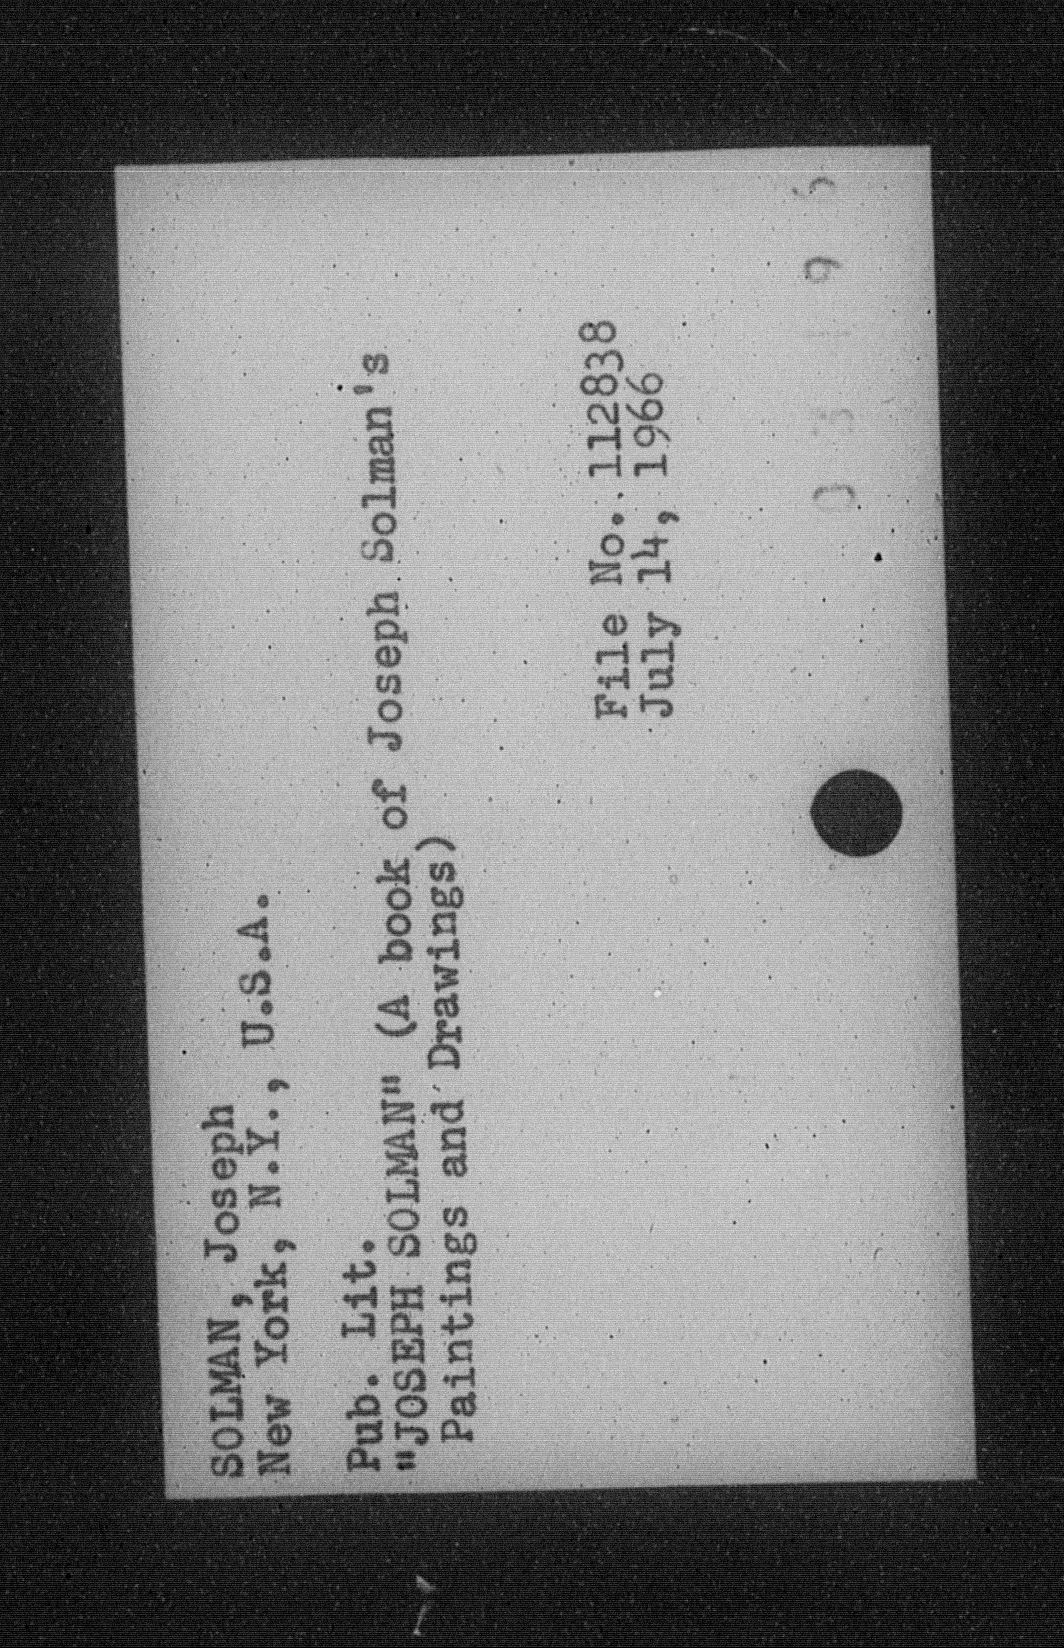 SOLMAN, Joseph
New York, N.Y., U.S.A.
Pub. Lit.
"JOSEPH SOLMAN" (A book of Joseph Solman's
Paintings and Drawings)
File No. 112838
July 14, 1966